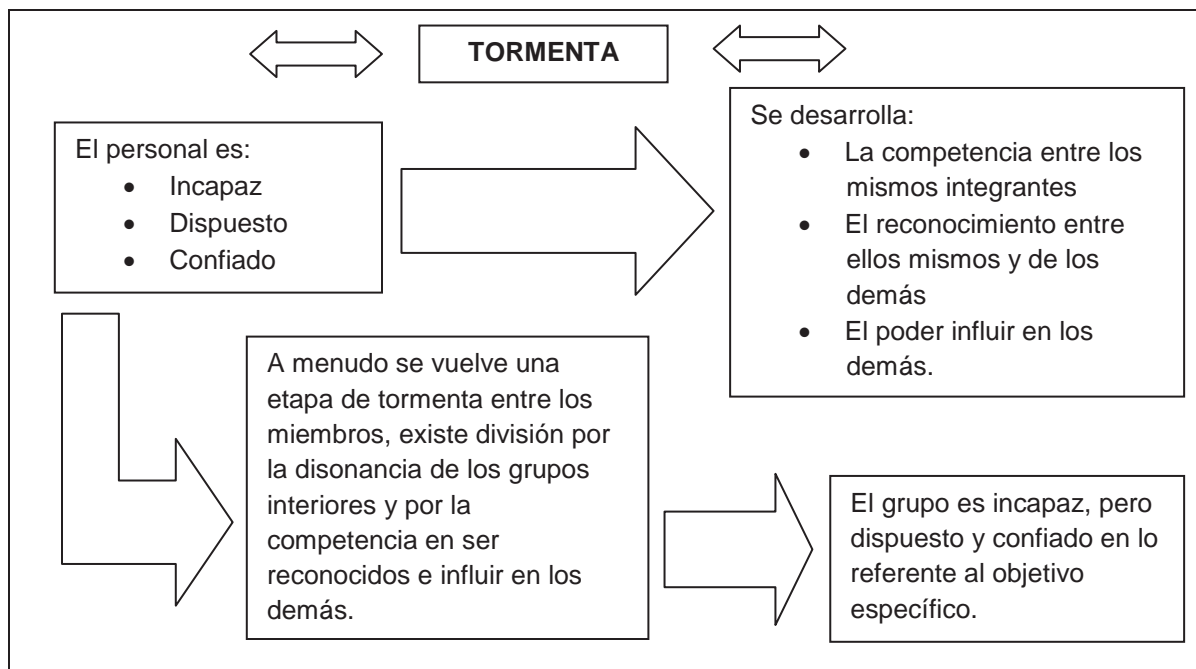 TORMENTA
El personal es:
• Incapaz
• Dispuesto
• Confiado
Se desarrolla:
• La competencia entre los
mismos integrantes
• El reconocimiento entre
ellos mismos y de los
demás
• El poder influir en los
demás.
A menudo se vuelve una
etapa de tormenta entre los
miembros, existe división por
la disonancia de los grupos
interiores y por la
competencia en ser
reconocidos e influir en los
demás.
El grupo es incapaz, pero
dispuesto y confiado en lo
referente al objetivo
específico.